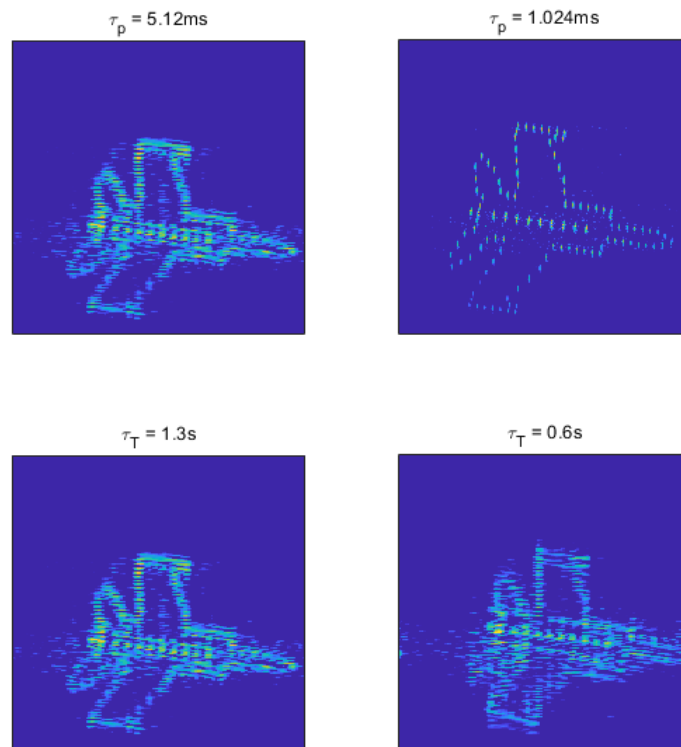 τp = 5.12ms
τp = 1.024ms
τT = 1.3s
τT = 0.6s